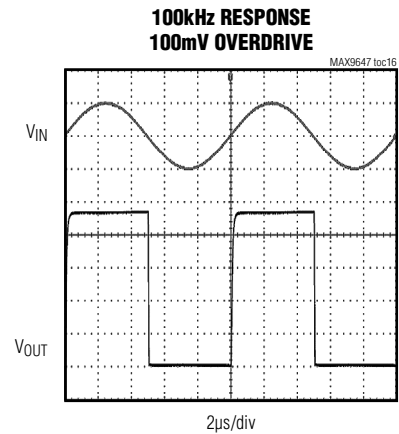 100kHz RESPONSE
100mV OVERDRIVE
MAX9647 toc16
VIN
VOUT
2µs/div